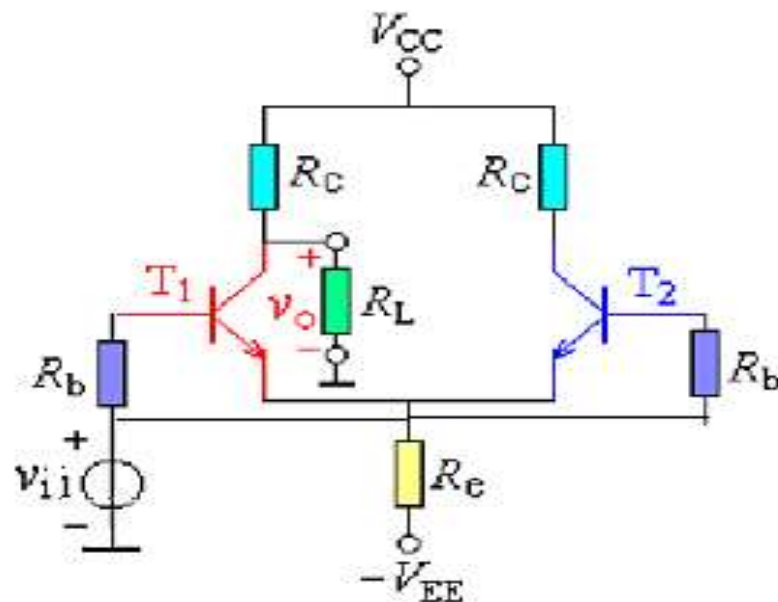 VCC
RC RC
T1 + T2
vo RL
Rb − Rb
+
vi1 Re
−
−VEE